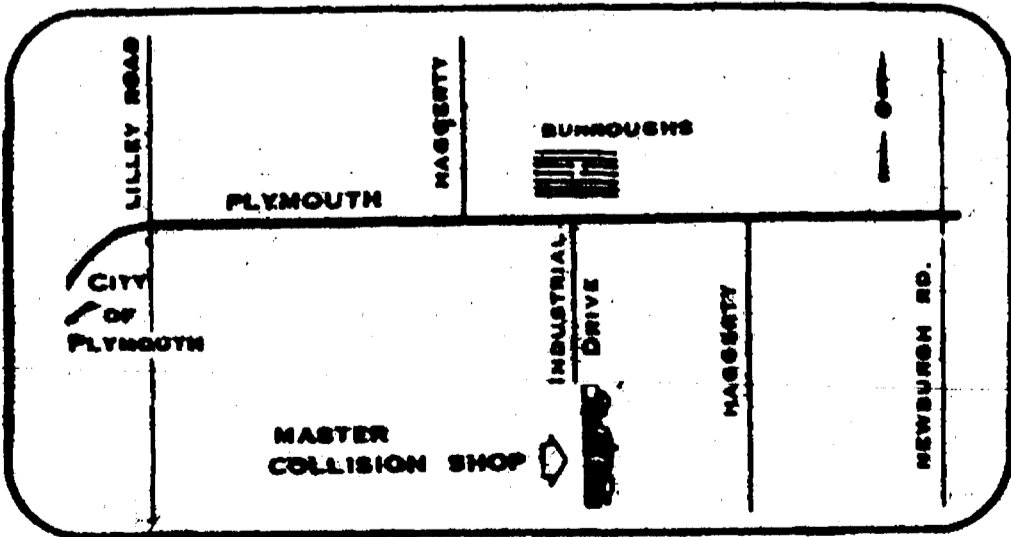 LILLEY ROAD
HAGGERTY
BURROUGHS
PLYMOUTH
CITY
OF
PLYMOUTH
INDUSTRIAL
DRIVE
HAGGERTY
NEWBURGH RD.
MASTER
COLLISION SHOP